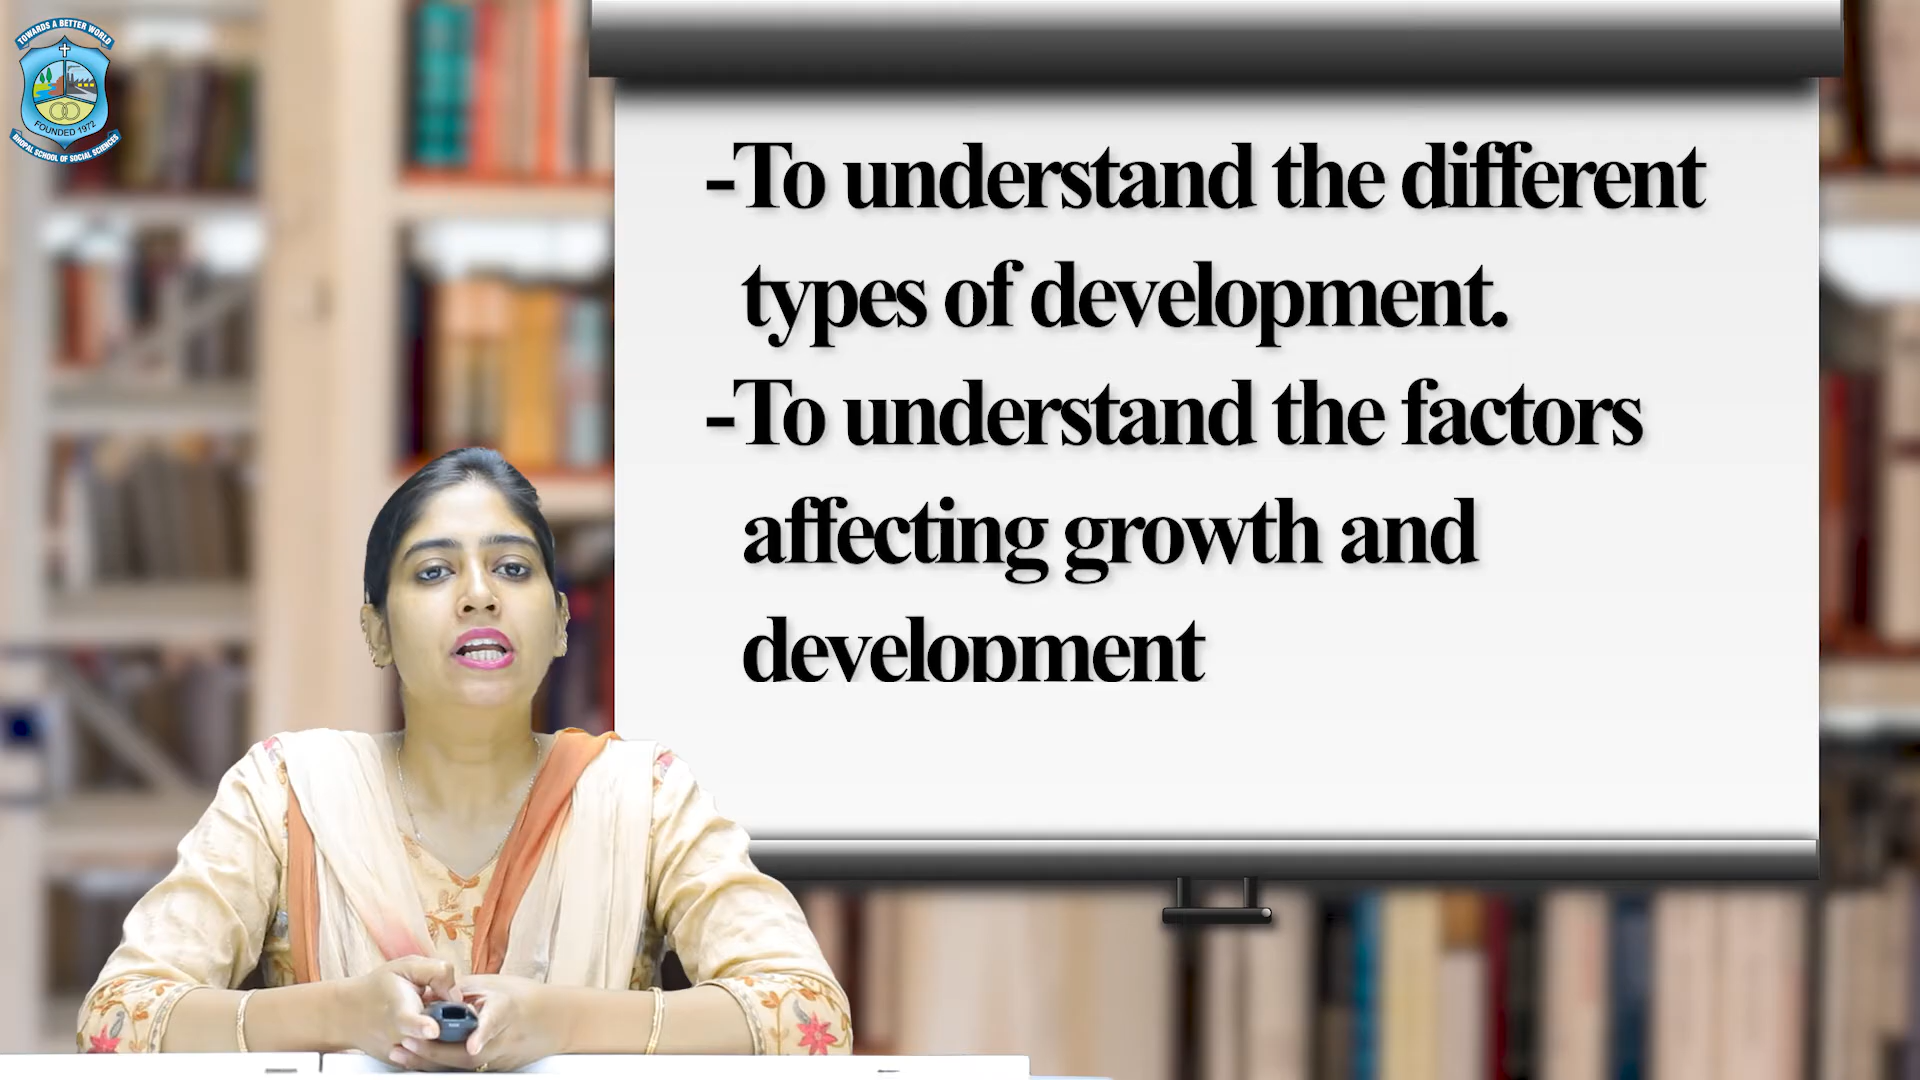 TOWARDS A BETTER WORLD
FOUNDED 1972
BHOPAL SCHOOL OF SOCIAL SCIENCES
-To understand the different
types of development.
-To understand the factors
affecting growth and
development